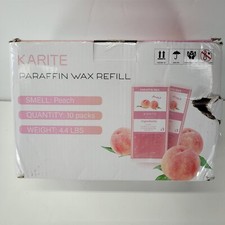 KARITE
PARAFFIN WAX REFILL
SMELL: Peach
QUANTITY: 10 packs
WEIGHT: 4.4 LBS